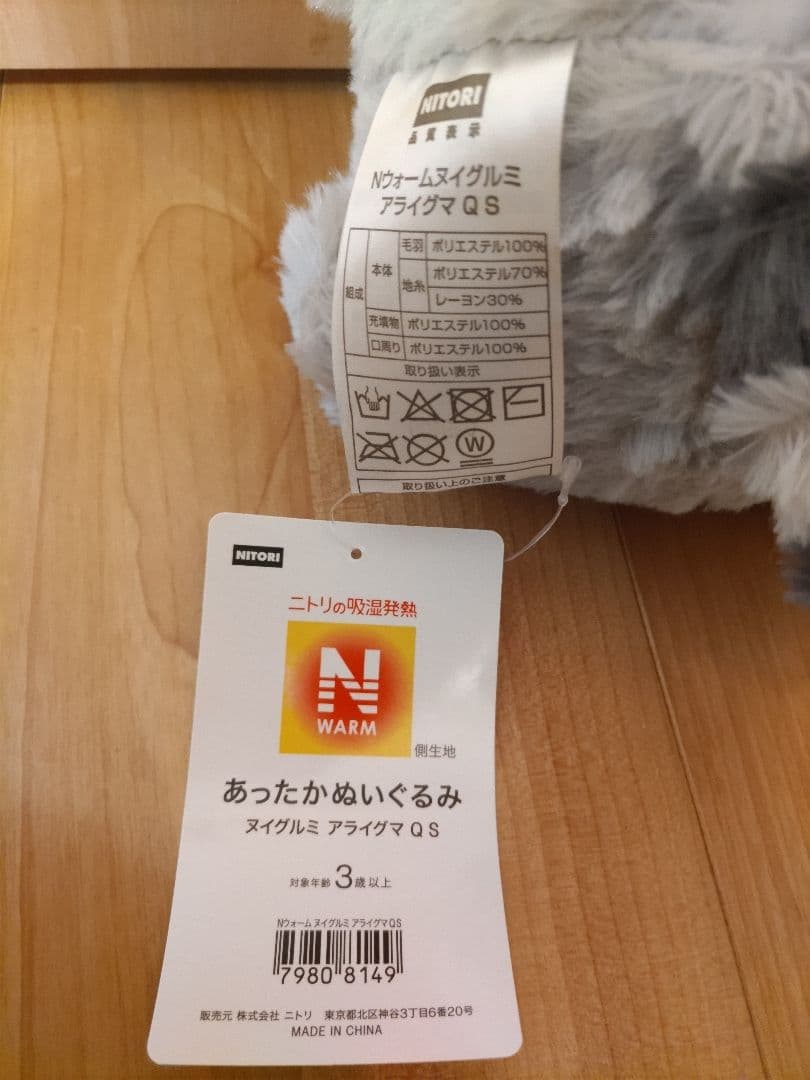 NITORI
品質表示
Nウォームヌイグルミ
アライグマ Q S
組成 本体 毛羽 ポリエステル100%
地糸 ポリエステル70%
レーヨン30%
充填物 ポリエステル100%
口周り ポリエステル100%
取り扱い表示
W
取り扱い上のご注意
NITORI
ニトリの吸湿発熱
N
WARM
側生地
あったかぬいぐるみ
ヌイグルミ アライグマ Q S
対象年齢 3歳以上
Nウォーム ヌイグルミ アライグマ QS
7980 8149
販売元 株式会社 ニトリ 東京都北区神谷3丁目6番20号
MADE IN CHINA